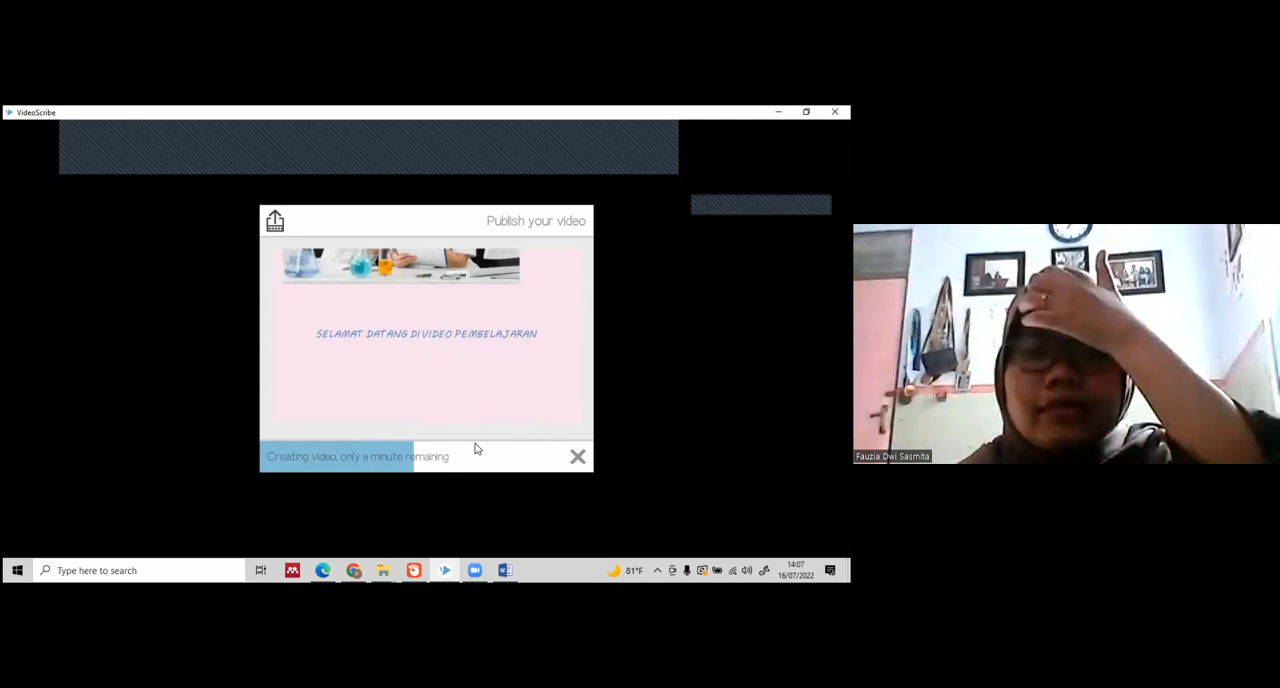 VideoScribe
Publish your video
SELAMAT DATANG DI VIDEO PEMBELAJARAN
Creating video, only a minute remaining
Fauzia Dwi Sasmita
Type here to search
81°F
14:07
16/07/2022